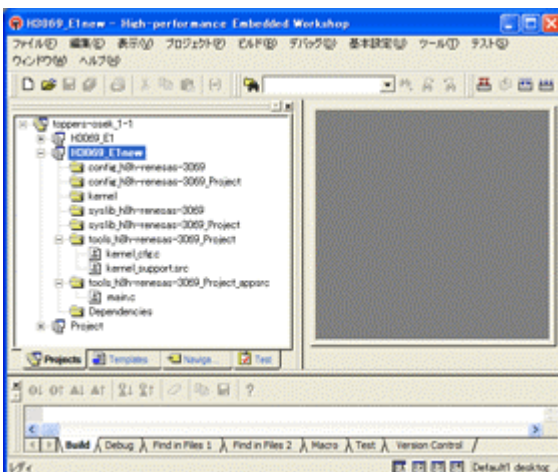 H3069_E1new - High-performance Embedded Workshop
ファイル(F) 編集(E) 表示(V) プロジェクト(P) ビルド(B) デバッグ(D) 基本設定(U) ツール(T) テスト(S)
ウィンドウ(W) ヘルプ(H)
toppers-osek_1-1
H3069_E1
H3069_E1new
config_h8h-renesas-3069
config_h8h-renesas-3069_Project
kernel
syslib_h8h-renesas-3069
syslib_h8h-renesas-3069_Project
tools_h8h-renesas-3069_Project
kernel_cfg.c
kernel_support.src
tools_h8h-renesas-3069_Project_appsrc
main.c
Dependencies
Project
Projects Templates Naviga... Test
Build Debug Find in Files 1 Find in Files 2 Macro Test Version Control
レディ Default1 desktop